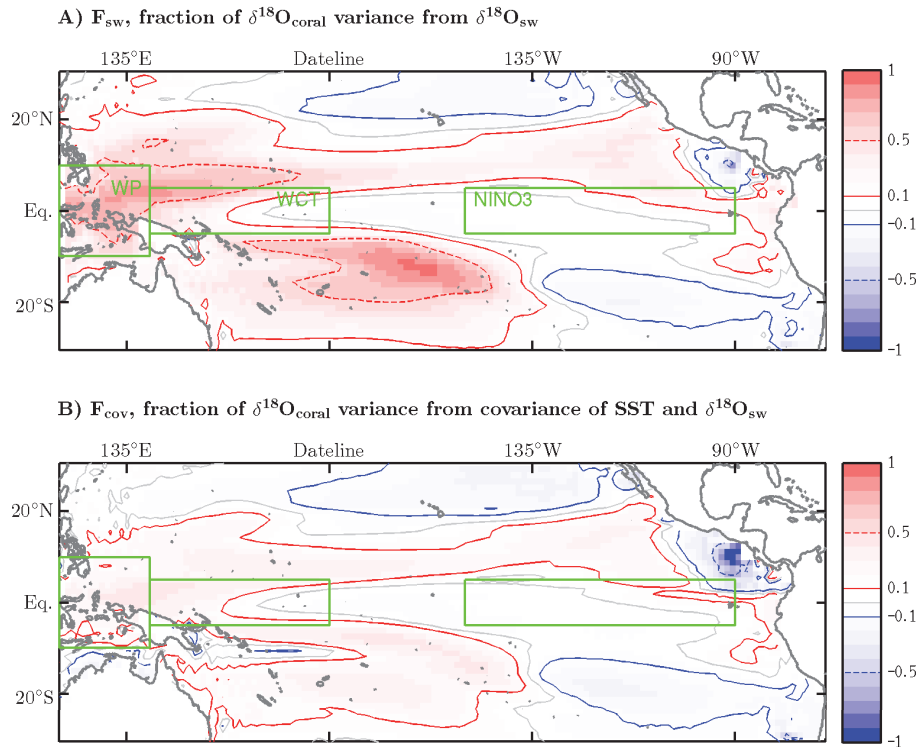 A) F_sw, fraction of δ¹⁸O_coral variance from δ¹⁸O_sw
135°E Dateline 135°W 90°W
20°N
Eq.
20°S
WP
WCT
NINO3
1
0.5
0.1
−0.1
−0.5
−1
B) F_cov, fraction of δ¹⁸O_coral variance from covariance of SST and δ¹⁸O_sw
135°E Dateline 135°W 90°W
20°N
Eq.
20°S
1
0.5
0.1
−0.1
−0.5
−1